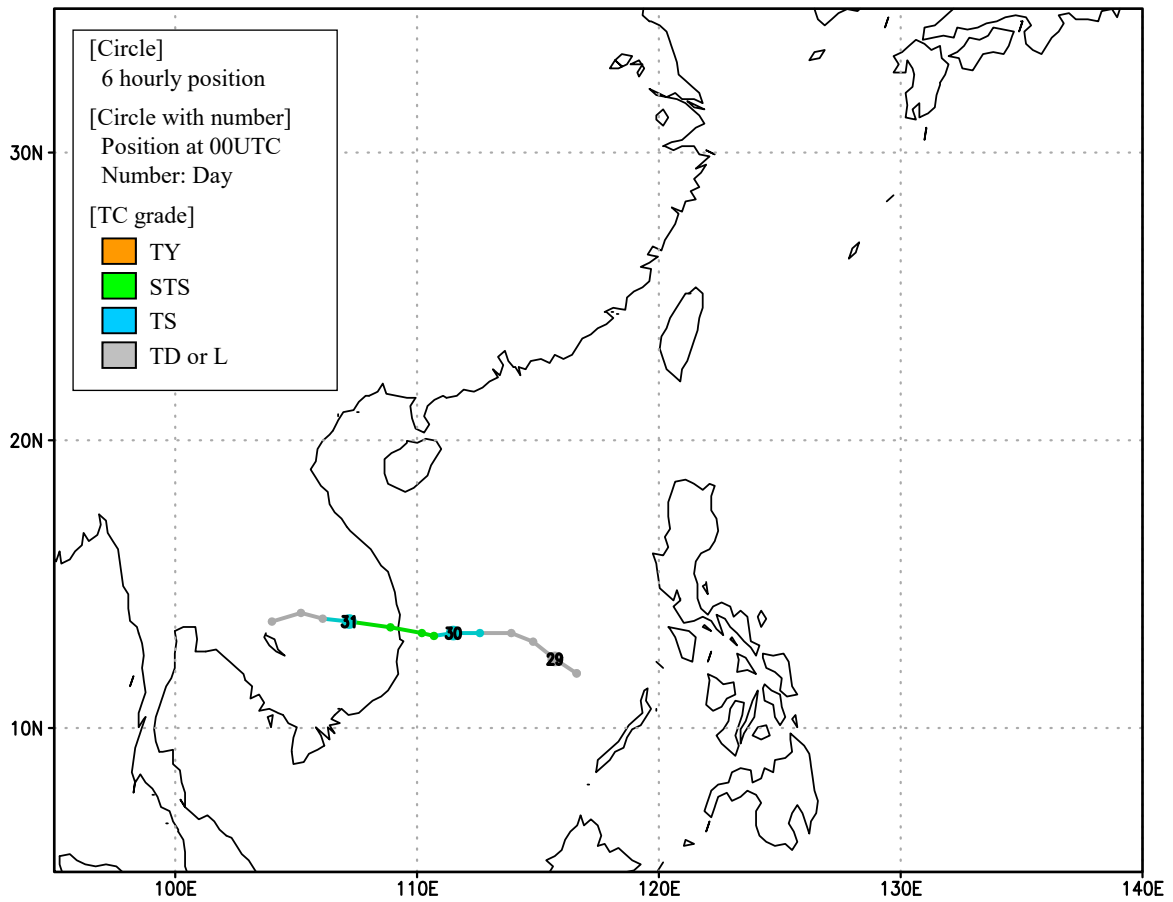 [Circle]
6 hourly position
[Circle with number]
Position at 00UTC
Number: Day
[TC grade]
TY
STS
TS
TD or L
30N
20N
10N
31
30
29
100E 110E 120E 130E 140E